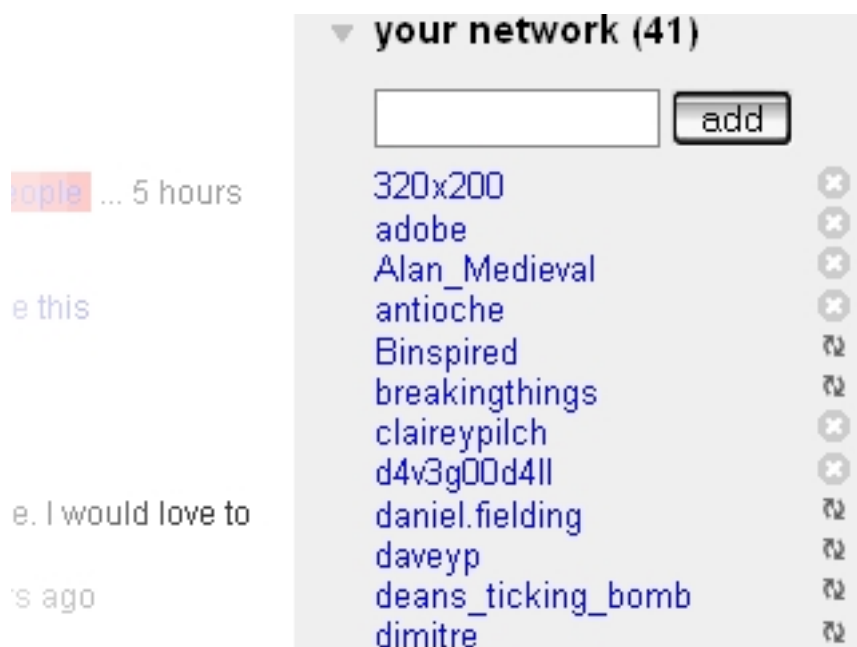 your network (41)
add
eople ... 5 hours
e this
e. I would love to
s ago
320x200
adobe
Alan_Medieval
antioche
Binspired
breakingthings
claireypilch
d4v3g00d4ll
daniel.fielding
daveyp
deans_ticking_bomb
dimitre